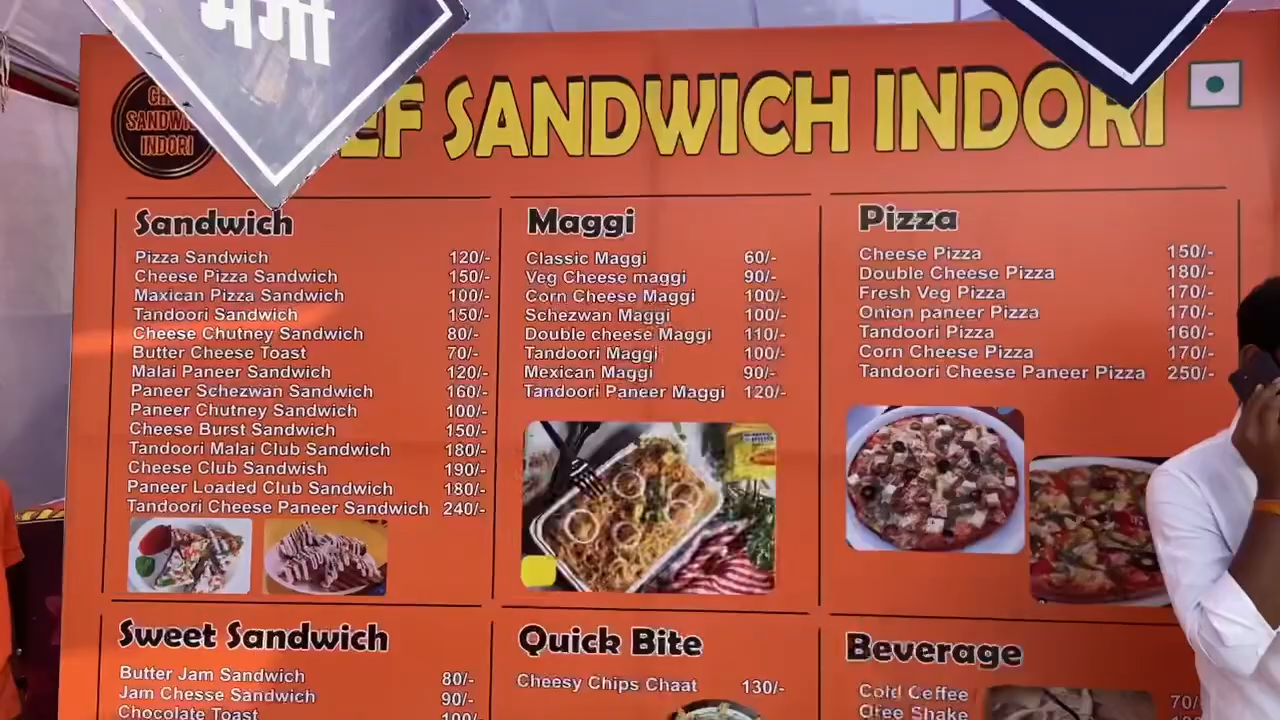 मैगी
CHEF SANDWICH INDORI
SANDWICH
INDORI
Sandwich
Pizza Sandwich 120/-
Cheese Pizza Sandwich 150/-
Maxican Pizza Sandwich 100/-
Tandoori Sandwich 150/-
Cheese Chutney Sandwich 80/-
Butter Cheese Toast 70/-
Malai Paneer Sandwich 120/-
Paneer Schezwan Sandwich 160/-
Paneer Chutney Sandwich 100/-
Cheese Burst Sandwich 150/-
Tandoori Malai Club Sandwich 180/-
Cheese Club Sandwish 190/-
Paneer Loaded Club Sandwich 180/-
Tandoori Cheese Paneer Sandwich 240/-
Maggi
Classic Maggi 60/-
Veg Cheese maggi 90/-
Corn Cheese Maggi 100/-
Schezwan Maggi 100/-
Double cheese Maggi 110/-
Tandoori Maggi 100/-
Mexican Maggi 90/-
Tandoori Paneer Maggi 120/-
Pizza
Cheese Pizza 150/-
Double Cheese Pizza 180/-
Fresh Veg Pizza 170/-
Onion paneer Pizza 170/-
Tandoori Pizza 160/-
Corn Cheese Pizza 170/-
Tandoori Cheese Paneer Pizza 250/-
Sweet Sandwich
Butter Jam Sandwich 80/-
Jam Chesse Sandwich 90/-
Chocolate Toast 100/-
Quick Bite
Cheesy Chips Chaat 130/-
Beverage
Cold Coffee 70/-
Shake